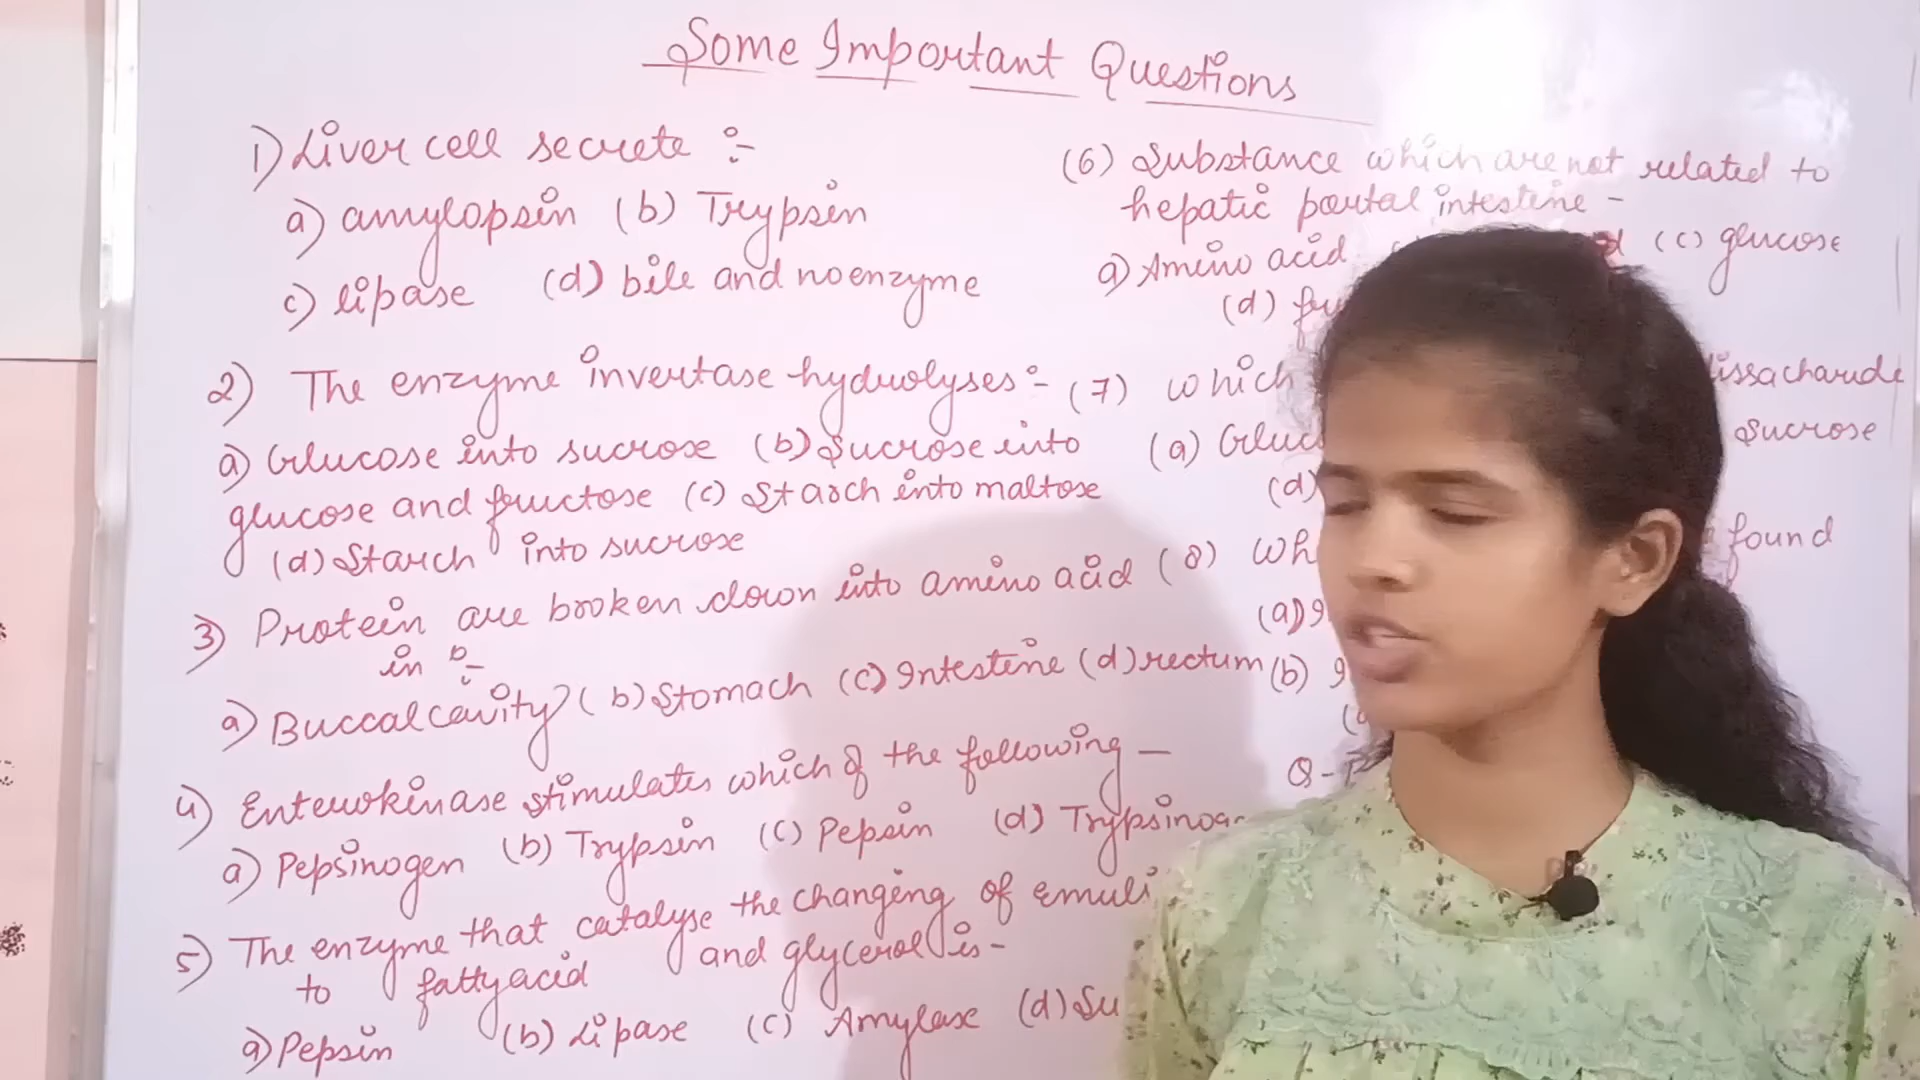 Some Important Questions
1) Liver cell secrete :-
a) amylopsin (b) Trypsin
c) lipase (d) bile and no enzyme
2) The enzyme invertase hydrolyses :-
a) Glucose into sucrose (b) Sucrose into
glucose and fructose (c) Starch into maltose
(d) Starch into sucrose
3) Protein are broken down into amino acid
in :-
a) Buccal cavity (b) Stomach (c) Intestine (d) rectum
4) Enterokinase stimulates which of the following -
a) Pepsinogen (b) Trypsin (c) Pepsin (d)
5) The enzyme that catalyse the changing of
to fatty acid and glycerol is -
a) Pepsin (b) Lipase (c) Amylase (d)
(6) Substance which are not related to
hepatic portal intestine -
a) Amino acid (c) glucose
(d)
(7) which
(a) Sucrose
(d)
(8) found
(a)
(b)